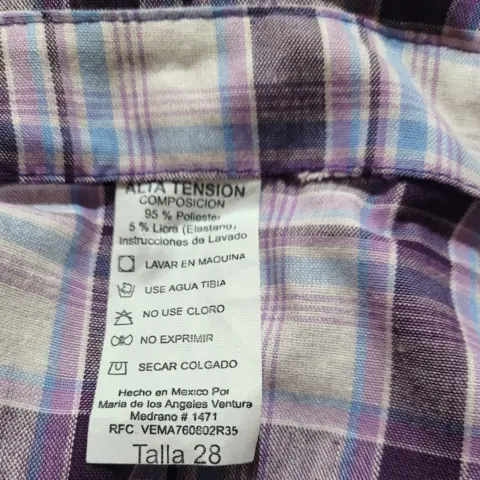 ALTA TENSION
COMPOSICION
95 % Poliester
5 % Licra (Elastano)
Instrucciones de Lavado
LAVAR EN MAQUINA
USE AGUA TIBIA
NO USE CLORO
NO EXPRIMIR
SECAR COLGADO
Hecho en Mexico Por
Maria de los Angeles Ventura
Medrano # 1471
RFC. VEMA760802R35
Talla 28